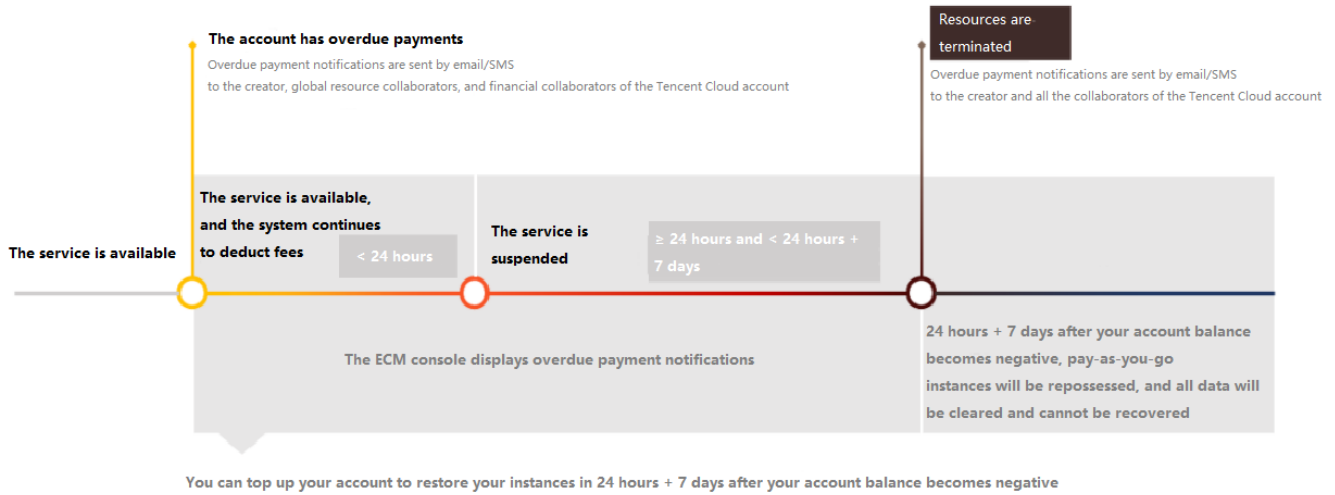 The account has overdue payments
Overdue payment notifications are sent by email/SMS
to the creator, global resource collaborators, and financial collaborators of the Tencent Cloud account
Resources are
terminated
Overdue payment notifications are sent by email/SMS
to the creator and all the collaborators of the Tencent Cloud account
The service is available
The service is available,
and the system continues
to deduct fees
< 24 hours
The service is
suspended
≥ 24 hours and < 24 hours +
7 days
The ECM console displays overdue payment notifications
24 hours + 7 days after your account balance
becomes negative, pay-as-you-go
instances will be repossessed, and all data will
be cleared and cannot be recovered
You can top up your account to restore your instances in 24 hours + 7 days after your account balance becomes negative